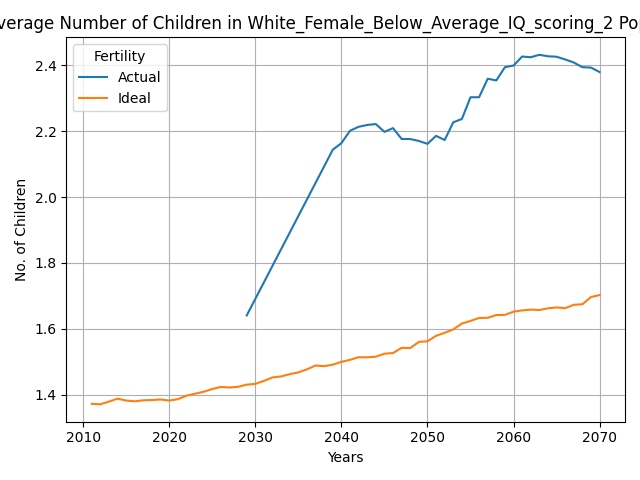 verage Number of Children in White_Female_Below_Average_IQ_scoring_2 Pop
Fertility
Actual
Ideal
No. of Children
2.4
2.2
2.0
1.8
1.6
1.4
2010 2020 2030 2040 2050 2060 2070
Years